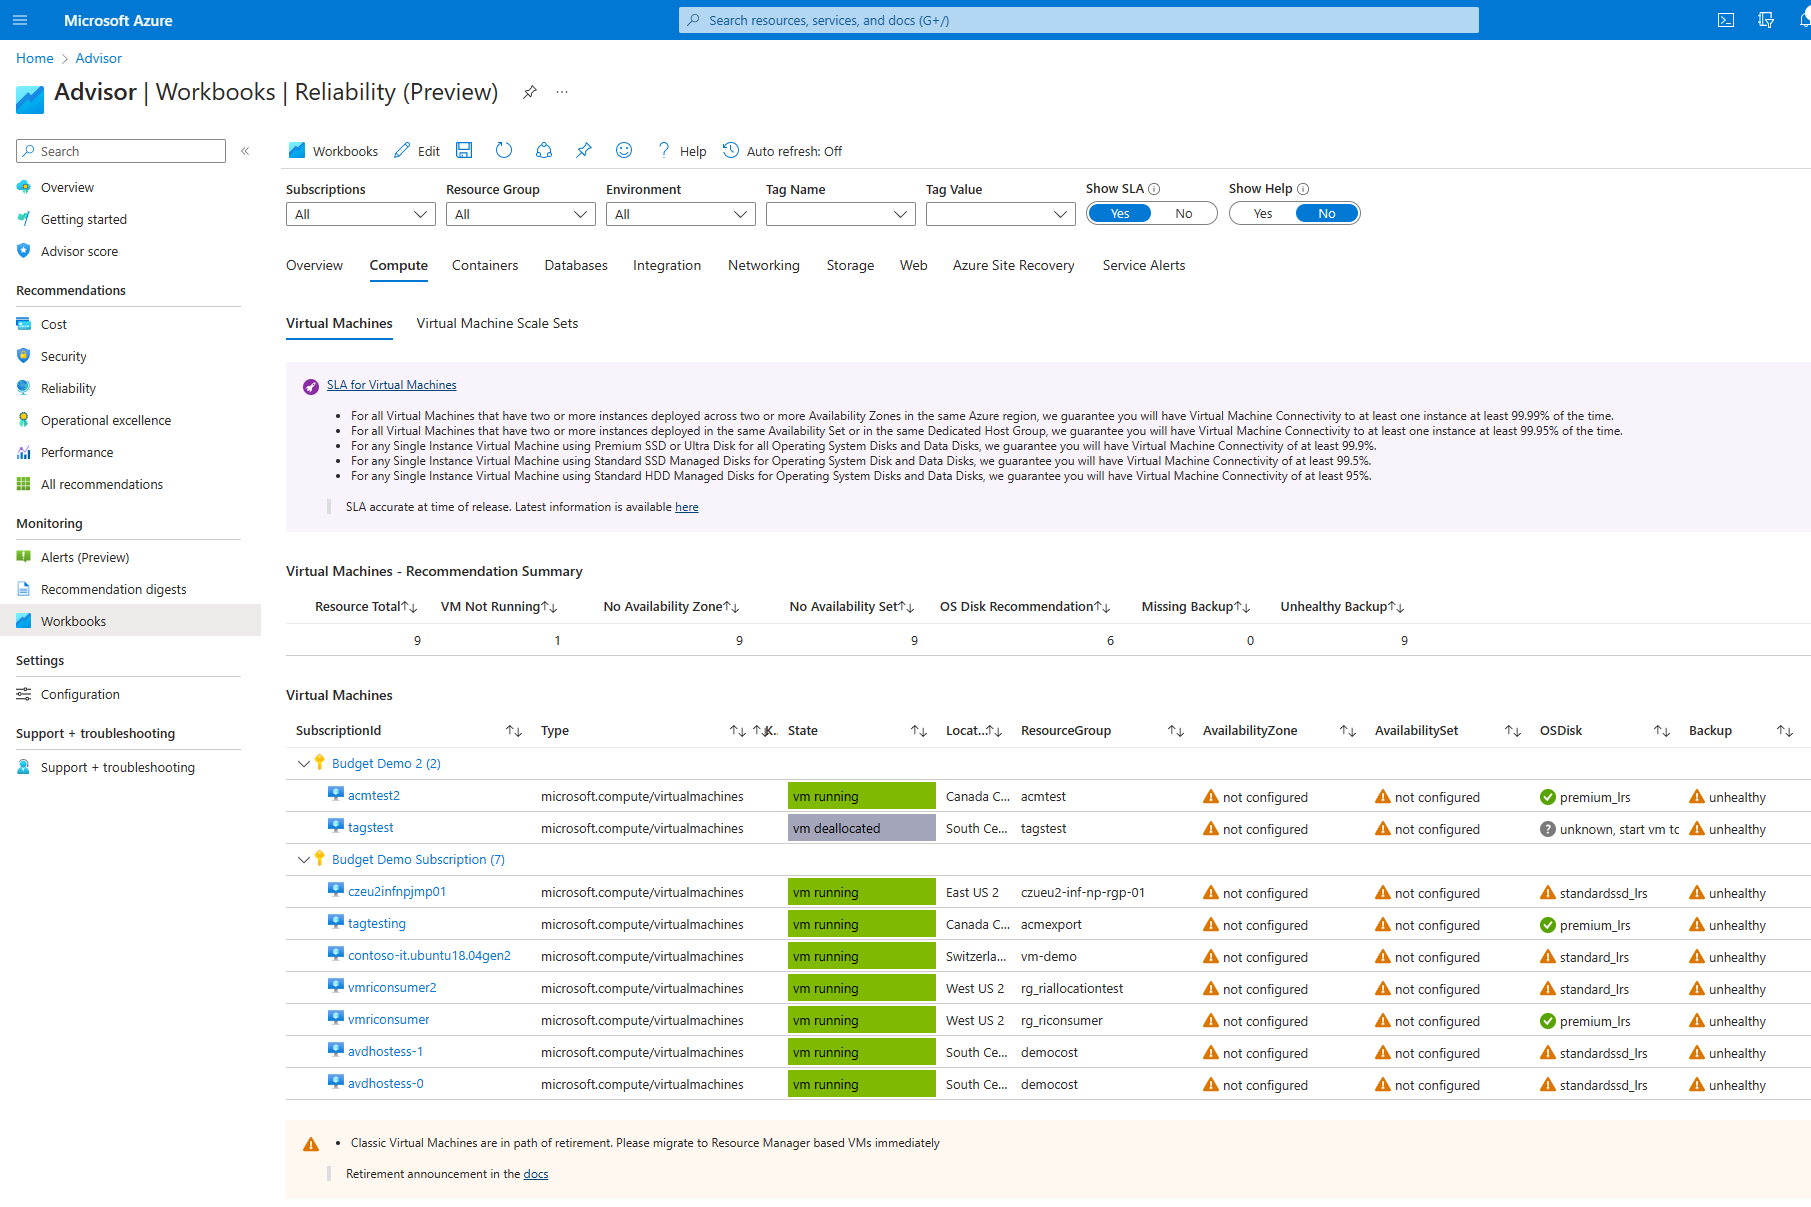 Microsoft Azure
Search resources, services, and docs (G+/)
Home > Advisor
Advisor | Workbooks | Reliability (Preview) ...
Search «
Overview
Getting started
Advisor score
Recommendations
Cost
Security
Reliability
Operational excellence
Performance
All recommendations
Monitoring
Alerts (Preview)
Recommendation digests
Workbooks
Settings
Configuration
Support + troubleshooting
Support + troubleshooting
Workbooks Edit ? Help Auto refresh: Off
Subscriptions Resource Group Environment Tag Name Tag Value Show SLA Show Help
All All All Yes No Yes No
Overview Compute Containers Databases Integration Networking Storage Web Azure Site Recovery Service Alerts
Virtual Machines Virtual Machine Scale Sets
SLA for Virtual Machines
• For all Virtual Machines that have two or more instances deployed across two or more Availability Zones in the same Azure region, we guarantee you will have Virtual Machine Connectivity to at least one instance at least 99.99% of the time.
• For all Virtual Machines that have two or more instances deployed in the same Availability Set or in the same Dedicated Host Group, we guarantee you will have Virtual Machine Connectivity to at least one instance at least 99.95% of the time.
• For any Single Instance Virtual Machine using Premium SSD or Ultra Disk for all Operating System Disks and Data Disks, we guarantee you will have Virtual Machine Connectivity of at least 99.9%.
• For any Single Instance Virtual Machine using Standard SSD Managed Disks for Operating System Disk and Data Disks, we guarantee you will have Virtual Machine Connectivity of at least 99.5%.
• For any Single Instance Virtual Machine using Standard HDD Managed Disks for Operating System Disks and Data Disks, we guarantee you will have Virtual Machine Connectivity of at least 95%.
SLA accurate at time of release. Latest information is available here
Virtual Machines - Recommendation Summary
Resource Total↑↓ VM Not Running↑↓ No Availability Zone↑↓ No Availability Set↑↓ OS Disk Recommendation↑↓ Missing Backup↑↓ Unhealthy Backup↑↓
9 1 9 9 6 0 9
Virtual Machines
SubscriptionId ↑↓ Type ↑↓ ↑↓K.. State ↑↓ Locat...↑↓ ResourceGroup ↑↓ AvailabilityZone ↑↓ AvailabilitySet ↑↓ OSDisk ↑↓ Backup ↑↓
Budget Demo 2 (2)
acmtest2 microsoft.compute/virtualmachines vm running Canada C... acmtest not configured not configured premium_lrs unhealthy
tagstest microsoft.compute/virtualmachines vm deallocated South Ce... tagstest not configured not configured unknown, start vm to unhealthy
Budget Demo Subscription (7)
czeu2infnpjmp01 microsoft.compute/virtualmachines vm running East US 2 czueu2-inf-np-rgp-01 not configured not configured standardssd_lrs unhealthy
tagtesting microsoft.compute/virtualmachines vm running Canada C... acmexport not configured not configured premium_lrs unhealthy
contoso-it.ubuntu18.04gen2 microsoft.compute/virtualmachines vm running Switzerla... vm-demo not configured not configured standard_lrs unhealthy
vmriconsumer2 microsoft.compute/virtualmachines vm running West US 2 rg_riallocationtest not configured not configured standard_lrs unhealthy
vmriconsumer microsoft.compute/virtualmachines vm running West US 2 rg_riconsumer not configured not configured premium_lrs unhealthy
avdhostess-1 microsoft.compute/virtualmachines vm running South Ce... democost not configured not configured standardssd_lrs unhealthy
avdhostess-0 microsoft.compute/virtualmachines vm running South Ce... democost not configured not configured standardssd_lrs unhealthy
• Classic Virtual Machines are in path of retirement. Please migrate to Resource Manager based VMs immediately
Retirement announcement in the docs